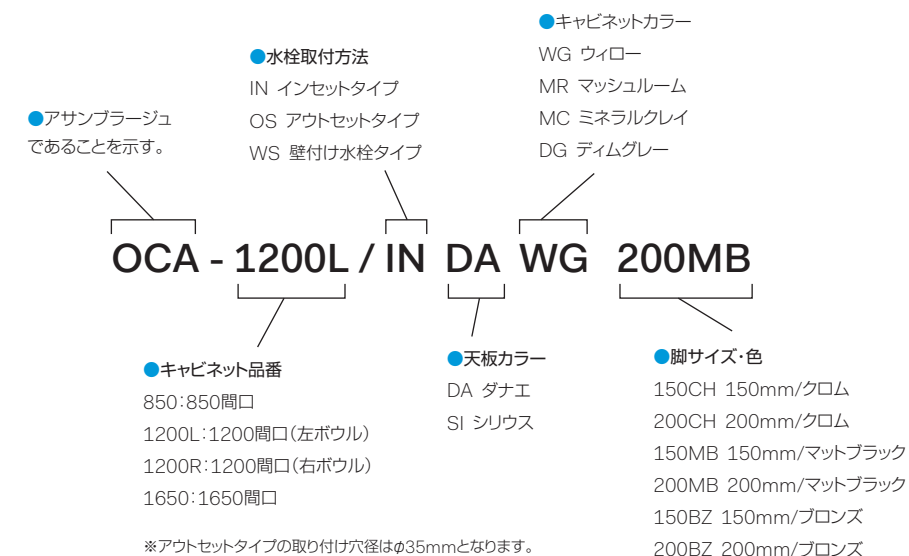 ●アサンブラージュ
であることを示す。
●水栓取付方法
IN インセットタイプ
OS アウトセットタイプ
WS 壁付け水栓タイプ
●キャビネットカラー
WG ウィロー
MR マッシュルーム
MC ミネラルクレイ
DG ディムグレー
OCA - 1200L / IN DA WG 200MB
●キャビネット品番
850：850間口
1200L：1200間口（左ボウル）
1200R：1200間口（右ボウル）
1650：1650間口
※アウトセットタイプの取り付け穴径はφ35mmとなります。
●天板カラー
DA ダナエ
SI シリウス
●脚サイズ・色
150CH 150mm/クロム
200CH 200mm/クロム
150MB 150mm/マットブラック
200MB 200mm/マットブラック
150BZ 150mm/ブロンズ
200BZ 200mm/ブロンズ